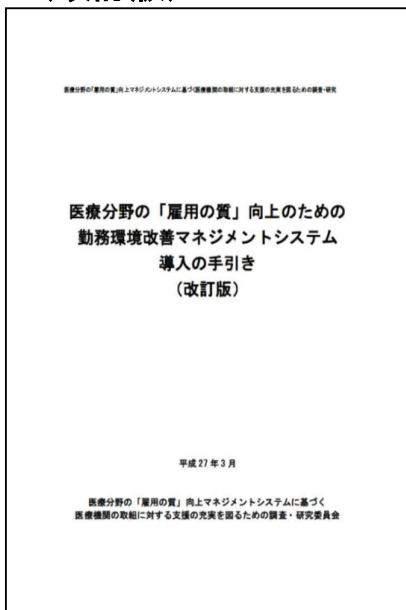 医療分野の「雇用の質」向上マネジメントシステムに基づく医療機関の取組に対する支援の充実を図るための調査・研究
医療分野の「雇用の質」向上のための
勤務環境改善マネジメントシステム
導入の手引き
（改訂版）
平成27年3月
医療分野の「雇用の質」向上マネジメントシステムに基づく
医療機関の取組に対する支援の充実を図るための調査・研究委員会